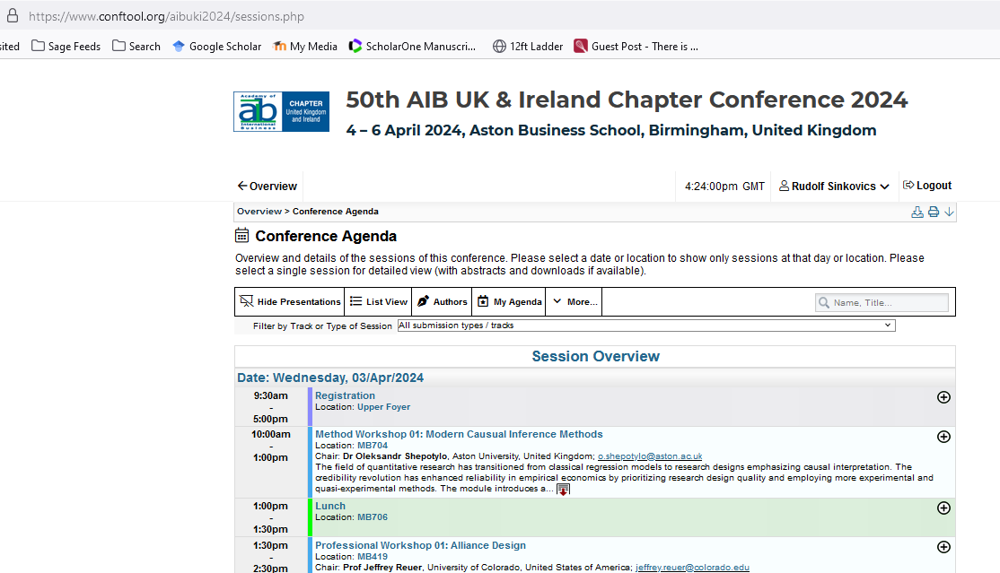 https://www.conftool.org/aibuki2024/sessions.php
sited Sage Feeds Search Google Scholar My Media ScholarOne Manuscri... 12ft Ladder Guest Post - There is ...
Academy of
ab
International
Business
CHAPTER
United Kingdom
and Ireland
50th AIB UK & Ireland Chapter Conference 2024
4 – 6 April 2024, Aston Business School, Birmingham, United Kingdom
Overview 4:24:00pm GMT Rudolf Sinkovics Logout
Overview > Conference Agenda
Conference Agenda
Overview and details of the sessions of this conference. Please select a date or location to show only sessions at that day or location. Please
select a single session for detailed view (with abstracts and downloads if available).
Hide Presentations List View Authors My Agenda More... Name, Title...
Filter by Track or Type of Session All submission types / tracks
Session Overview
Date: Wednesday, 03/Apr/2024
9:30am
-
5:00pm
Registration
Location: Upper Foyer
10:00am
-
1:00pm
Method Workshop 01: Modern Causual Inference Methods
Location: MB704
Chair: Dr Oleksandr Shepotylo, Aston University, United Kingdom; o.shepotylo@aston.ac.uk
The field of quantitative research has transitioned from classical regression models to research designs emphasizing causal interpretation. The
credibility revolution has enhanced reliability in empirical economics by prioritizing research design quality and employing more experimental and
quasi-experimental methods. The module introduces a...
1:00pm
-
1:30pm
Lunch
Location: MB706
1:30pm
-
2:30pm
Professional Workshop 01: Alliance Design
Location: MB419
Chair: Prof Jeffrey Reuer, University of Colorado, United States of America; jeffrey.reuer@colorado.edu